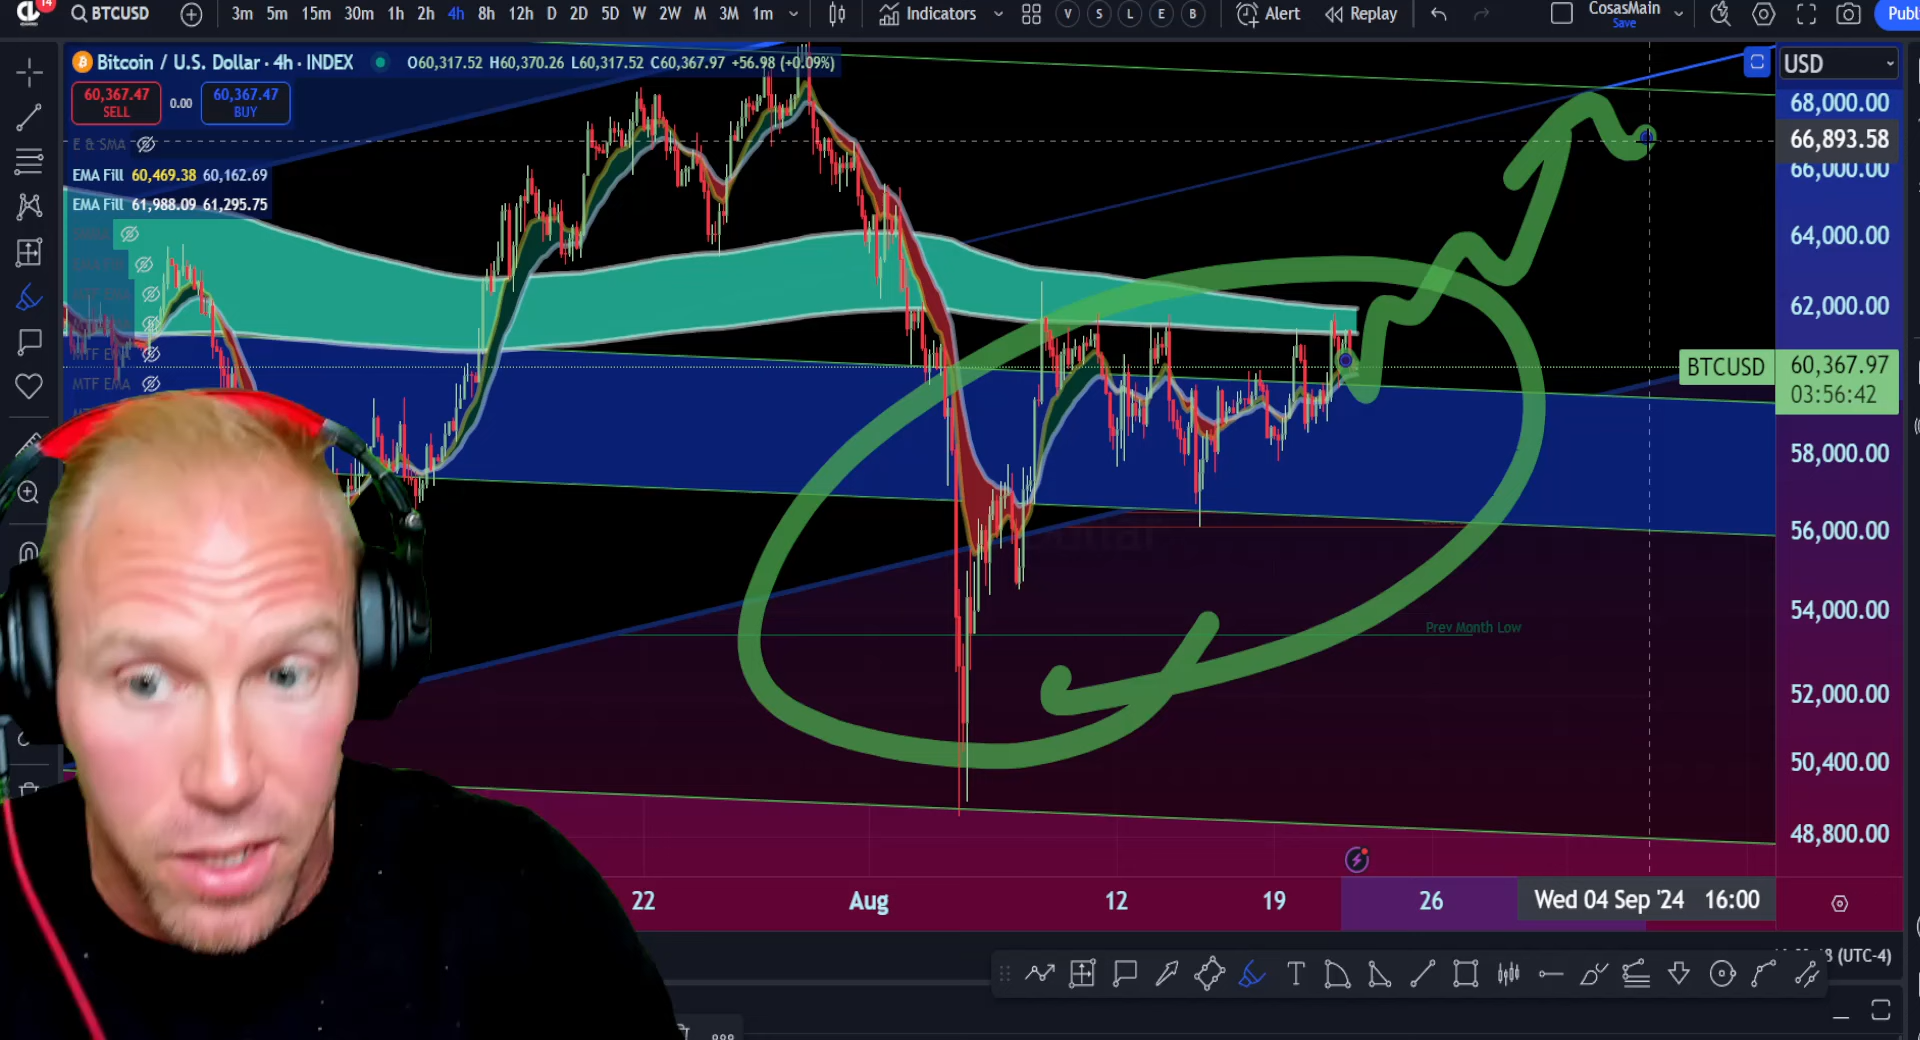 14
BTCUSD
3m 5m 15m 30m 1h 2h 4h 8h 12h D 2D 5D W 2W M 3M 1m
Indicators
V S L E B
Alert
Replay
CosasMain
Save
Publ
Bitcoin / U.S. Dollar · 4h · INDEX
O60,317.52 H60,370.26 L60,317.52 C60,367.97 +56.98 (+0.09%)
USD
60,367.47
SELL
0.00
60,367.47
BUY
E & SMA
EMA Fill 60,469.38 60,162.69
EMA Fill 61,988.09 61,295.75
MTF EMA
MTF EMA
68,000.00
66,893.58
66,000.00
64,000.00
62,000.00
BTCUSD
60,367.97
03:56:42
58,000.00
56,000.00
54,000.00
52,000.00
50,400.00
48,800.00
Prev Month Low
22
Aug
12
19
26
Wed 04 Sep '24 16:00
(UTC-4)